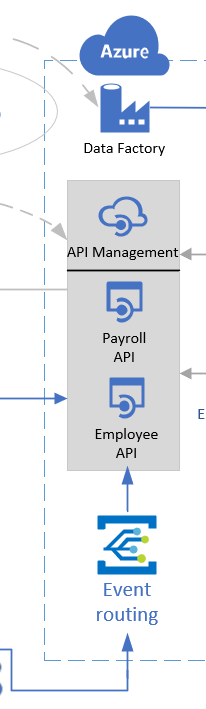 Azure
Data Factory
API Management
Payroll
API
Employee
API
E
Event
routing